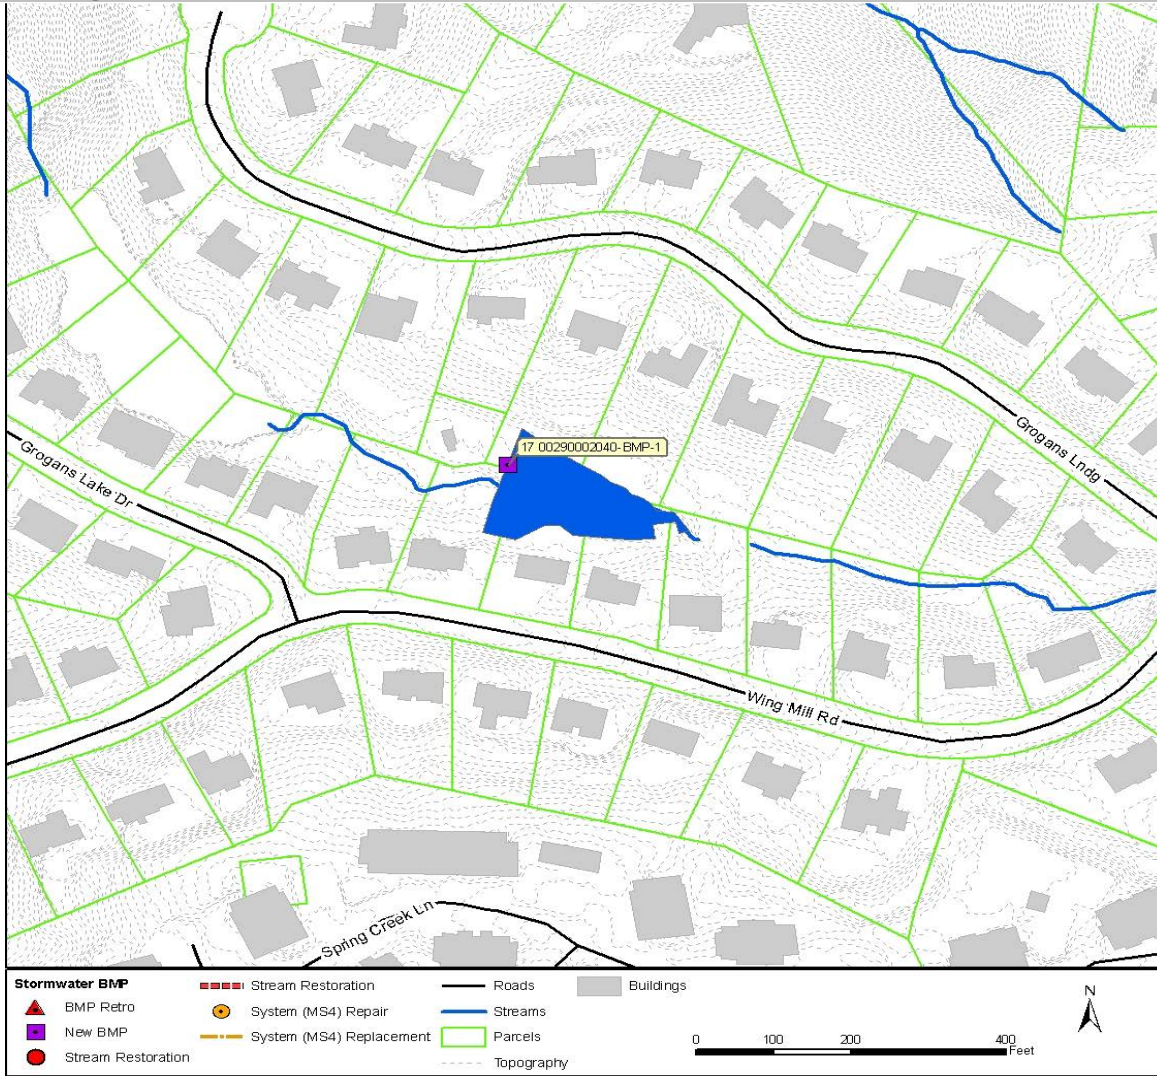 17 00290002040-BMP-1
Grogans Lndg
Grogans Lake Dr
Wing Mill Rd
Spring Creek Ln
Stormwater BMP
BMP Retro
New BMP
Stream Restoration
Stream Restoration
System (MS4) Repair
System (MS4) Replacement
Roads
Streams
Parcels
Topography
Buildings
N
0 100 200 400
Feet